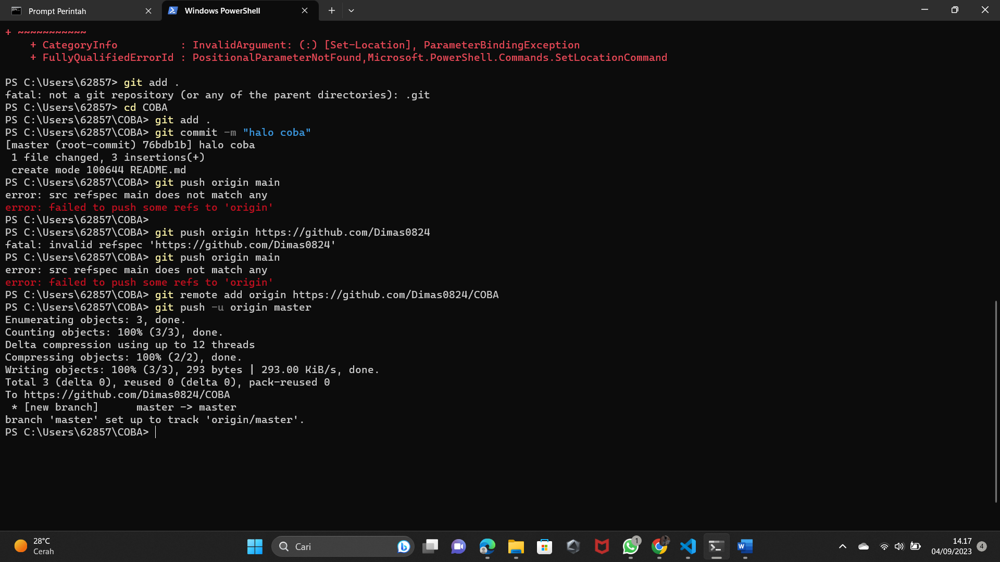 Prompt Perintah
Windows PowerShell
+ ~~~~~~~~~~~
    + CategoryInfo          : InvalidArgument: (:) [Set-Location], ParameterBindingException
    + FullyQualifiedErrorId : PositionalParameterNotFound,Microsoft.PowerShell.Commands.SetLocationCommand
PS C:\Users\62857> git add .
fatal: not a git repository (or any of the parent directories): .git
PS C:\Users\62857> cd COBA
PS C:\Users\62857\COBA> git add .
PS C:\Users\62857\COBA> git commit -m "halo coba"
[master (root-commit) 76bdb1b] halo coba
 1 file changed, 3 insertions(+)
 create mode 100644 README.md
PS C:\Users\62857\COBA> git push origin main
error: src refspec main does not match any
error: failed to push some refs to 'origin'
PS C:\Users\62857\COBA>
PS C:\Users\62857\COBA> git push origin https://github.com/Dimas0824
fatal: invalid refspec 'https://github.com/Dimas0824'
PS C:\Users\62857\COBA> git push origin main
error: src refspec main does not match any
error: failed to push some refs to 'origin'
PS C:\Users\62857\COBA> git remote add origin https://github.com/Dimas0824/COBA
PS C:\Users\62857\COBA> git push -u origin master
Enumerating objects: 3, done.
Counting objects: 100% (3/3), done.
Delta compression using up to 12 threads
Compressing objects: 100% (2/2), done.
Writing objects: 100% (3/3), 293 bytes | 293.00 KiB/s, done.
Total 3 (delta 0), reused 0 (delta 0), pack-reused 0
To https://github.com/Dimas0824/COBA
 * [new branch]      master -> master
branch 'master' set up to track 'origin/master'.
PS C:\Users\62857\COBA>
28°C
Cerah
Cari
1
W
14.17
04/09/2023
4